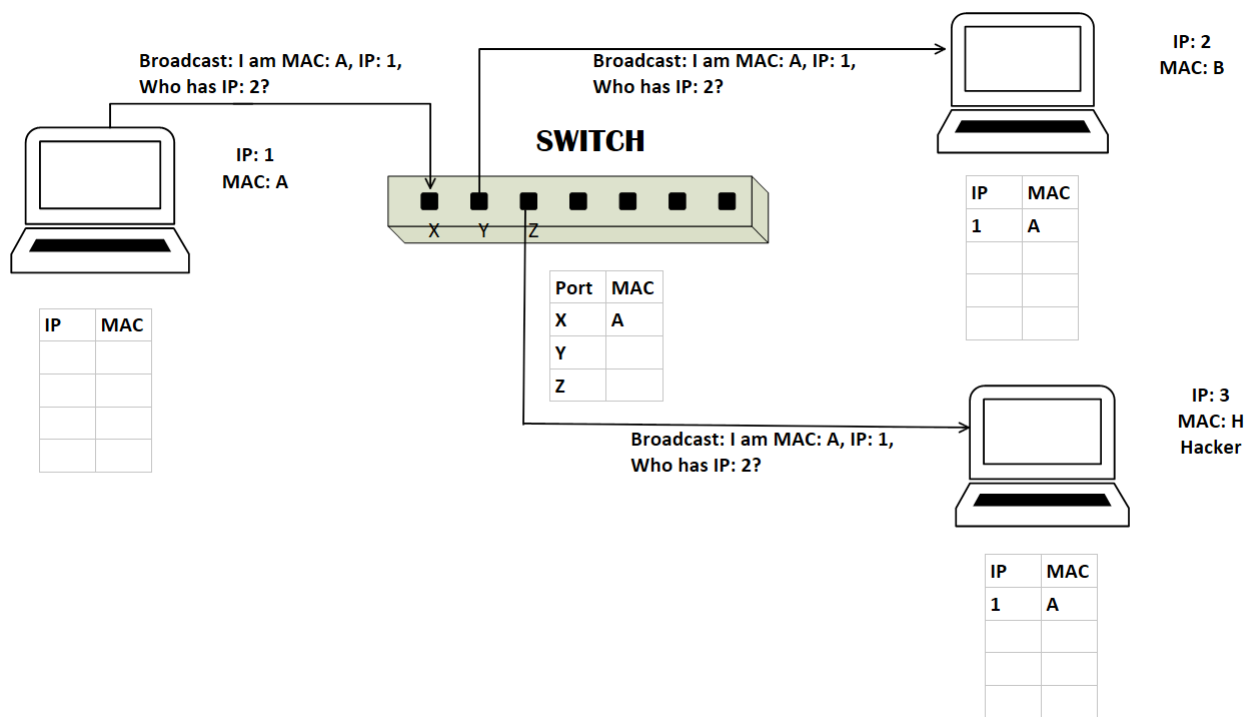 Broadcast: I am MAC: A, IP: 1,
Who has IP: 2?
IP: 1
MAC: A
IP MAC
Broadcast: I am MAC: A, IP: 1,
Who has IP: 2?
IP: 2
MAC: B
SWITCH
X Y Z
Port MAC
X A
Y
Z
IP MAC
1 A
Broadcast: I am MAC: A, IP: 1,
Who has IP: 2?
IP: 3
MAC: H
Hacker
IP MAC
1 A